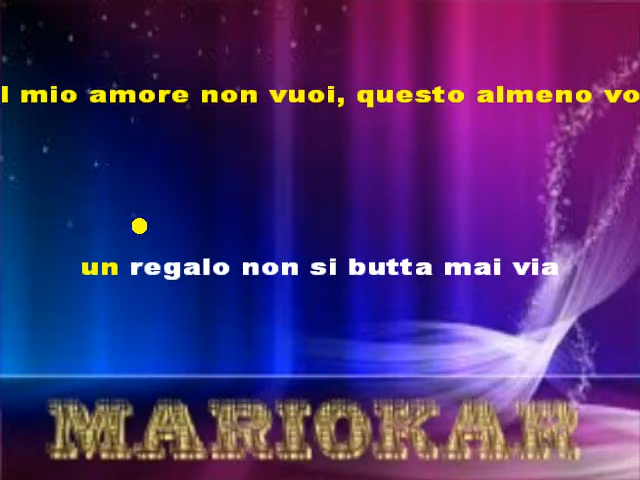 l mio amore non vuoi, questo almeno vo
un regalo non si butta mai via
MARIOKAR